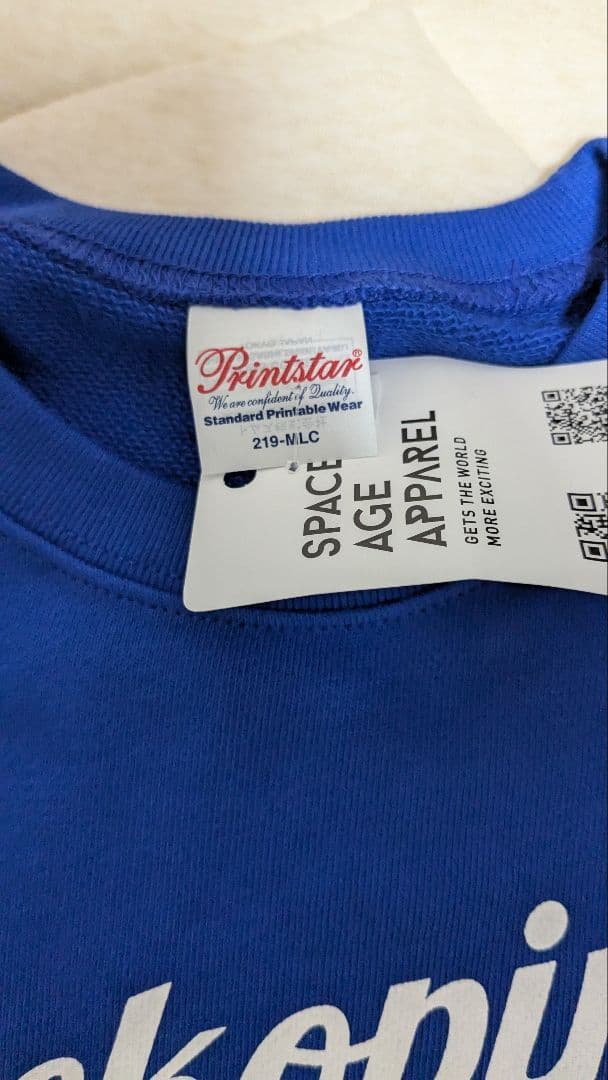 Printstar®
We are confident of Quality.
Standard Printable Wear
219-MLC
SPACE
AGE
APPAREL
GETS THE WORLD
MORE EXCITING
kopi